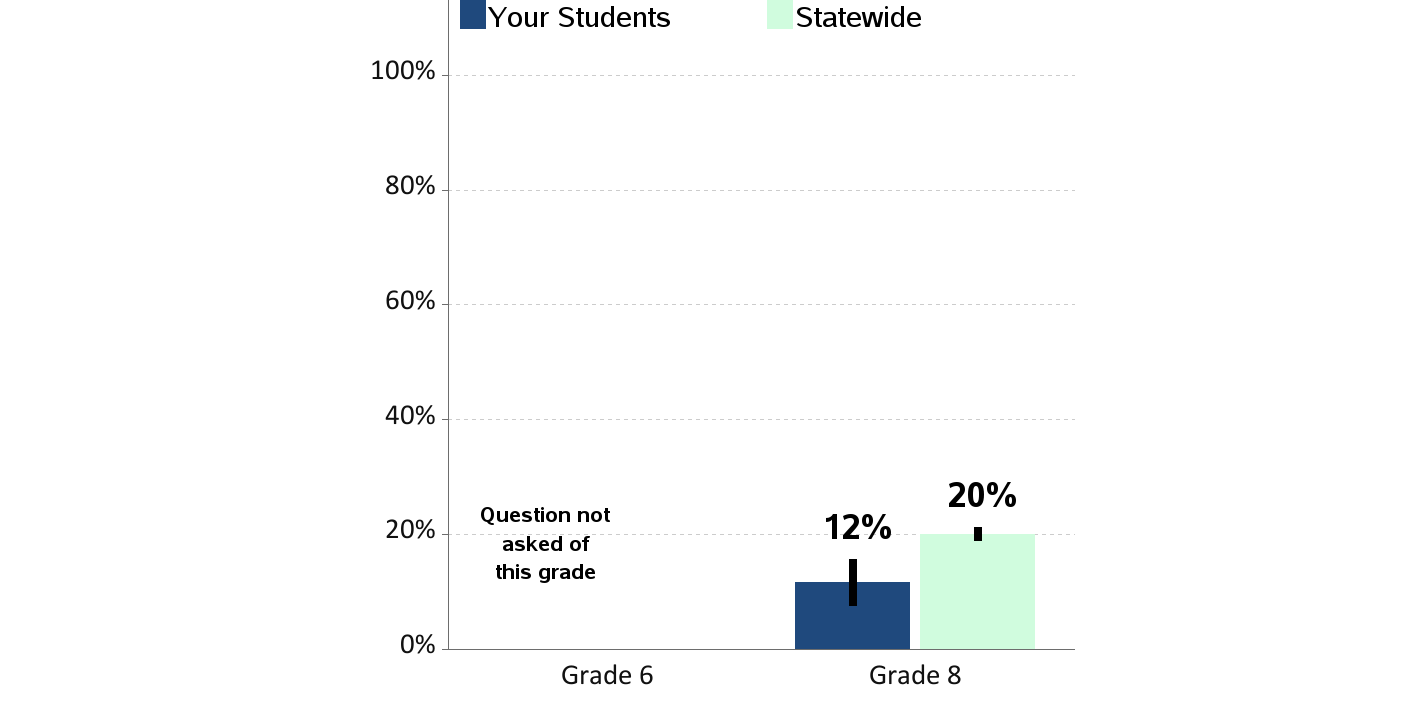 Your Students Statewide
100%
80%
60%
40%
20%
0%
Question not
asked of
this grade
12%
20%
Grade 6 Grade 8